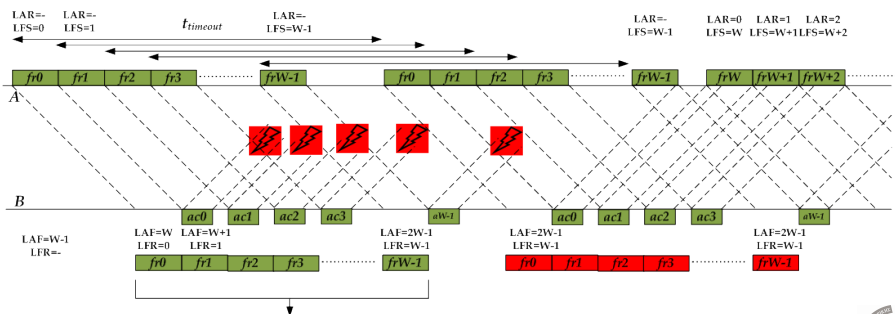 LAR=- LAR=- LAR=- LAR=- LAR=0 LAR=1 LAR=2
LFS=0 LFS=1 t_timeout LFS=W-1 LFS=W-1 LFS=W LFS=W+1 LFS=W+2
fr0 fr1 fr2 fr3 frW-1 fr0 fr1 fr2 fr3 frW-1 frW frW+1 frW+2
A
B
ac0 ac1 ac2 ac3 aW-1 ac0 ac1 ac2 ac3 aW-1
LAF=W-1 LAF=W LAF=W+1 LAF=2W-1 LAF=2W-1 LAF=2W-1
LFR=- LFR=0 LFR=1 LFR=W-1 LFR=W-1 LFR=W-1
fr0 fr1 fr2 fr3 frW-1 fr0 fr1 fr2 fr3 frW-1